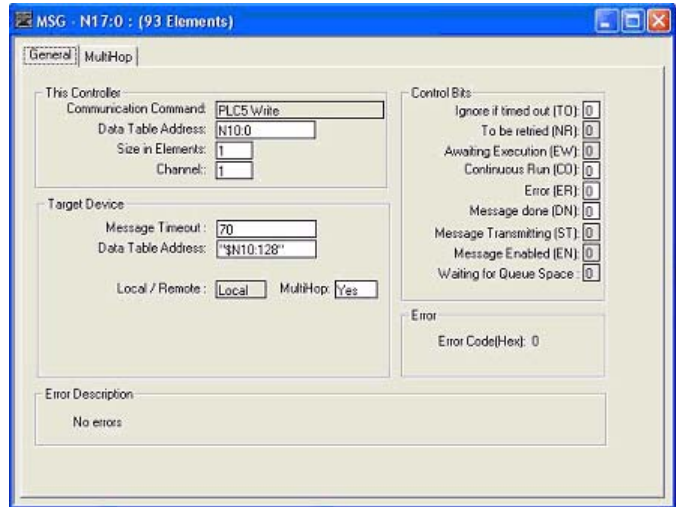 MSG - N17:0 : (93 Elements)
General MultiHop
This Controller
Communication Command: PLC5 Write
Data Table Address: N10:0
Size in Elements: 1
Channel:: 1
Target Device
Message Timeout : 70
Data Table Address: "$N10:128"
Local / Remote : Local MultiHop: Yes
Control Bits
Ignore if timed out (TO): 0
To be retried (NR): 0
Awaiting Execution (EW): 0
Continuous Run (CO): 0
Error (ER): 0
Message done (DN): 0
Message Transmitting (ST): 0
Message Enabled (EN): 0
Waiting for Queue Space : 0
Error
Error Code(Hex): 0
Error Description
No errors